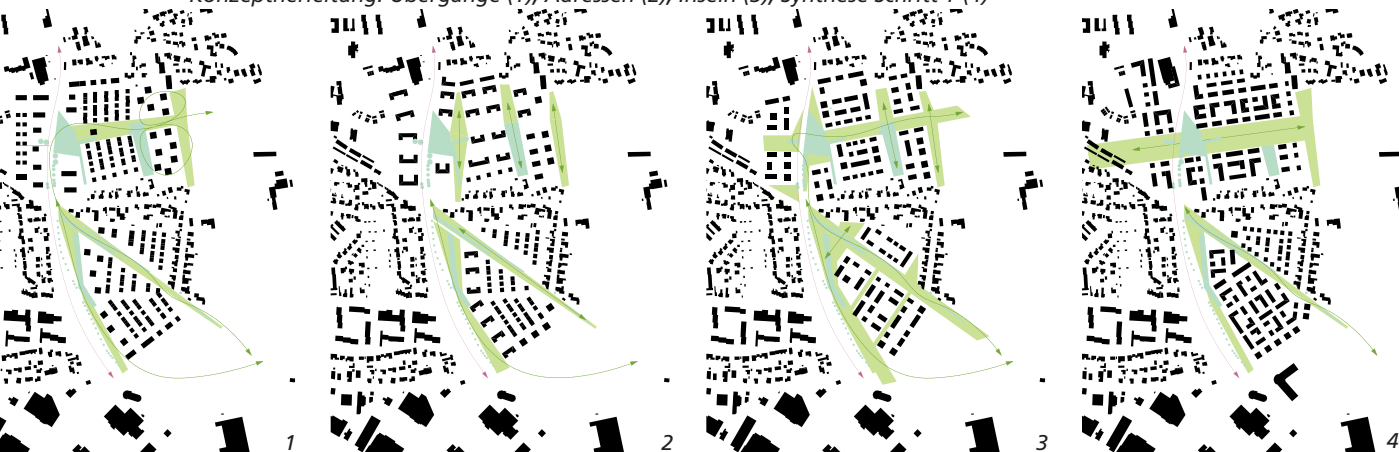 Konzeptherleitung: Übergänge (1), Adressen (2), Inseln (3), Synthese Schritt 1 (4)
1
2
3
4